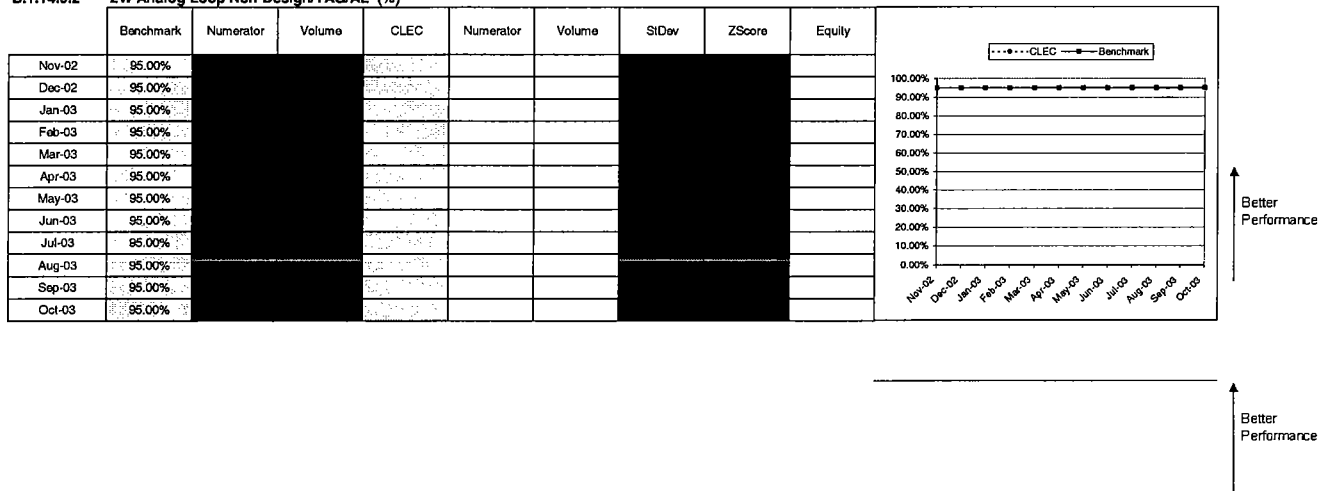 2w Analog Loop Non-Design/FAG/AL (%)
Benchmark Numerator Volume CLEC Numerator Volume StDev ZScore Equity
Nov-02 95.00%
Dec-02 95.00%
Jan-03 95.00%
Feb-03 95.00%
Mar-03 95.00%
Apr-03 95.00%
May-03 95.00%
Jun-03 95.00%
Jul-03 95.00%
Aug-03 95.00%
Sep-03 95.00%
Oct-03 95.00%
CLEC Benchmark
100.00%
90.00%
80.00%
70.00%
60.00%
50.00%
40.00%
30.00%
20.00%
10.00%
0.00%
Nov-02 Dec-02 Jan-03 Feb-03 Mar-03 Apr-03 May-03 Jun-03 Jul-03 Aug-03 Sep-03 Oct-03
Better
Performance
Better
Performance